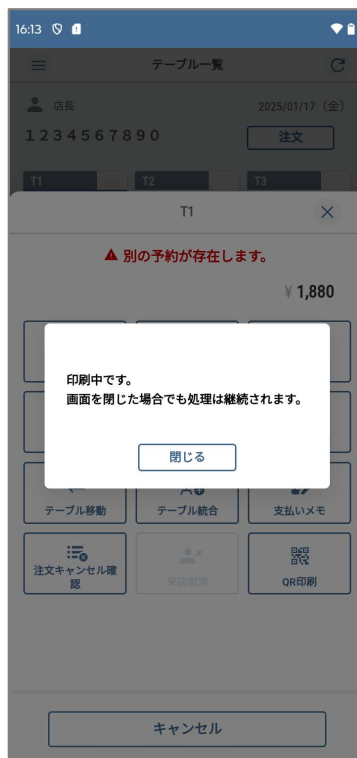 16:13
テーブル一覧
店長
2025/01/17（金）
１２３４５６７８９０
注文
T1
T2
T3
T1
別の予約が存在します。
¥ 1,880
印刷中です。
画面を閉じた場合でも処理は継続されます。
閉じる
テーブル移動
テーブル統合
支払いメモ
注文キャンセル確
認
来店取消
QR印刷
キャンセル